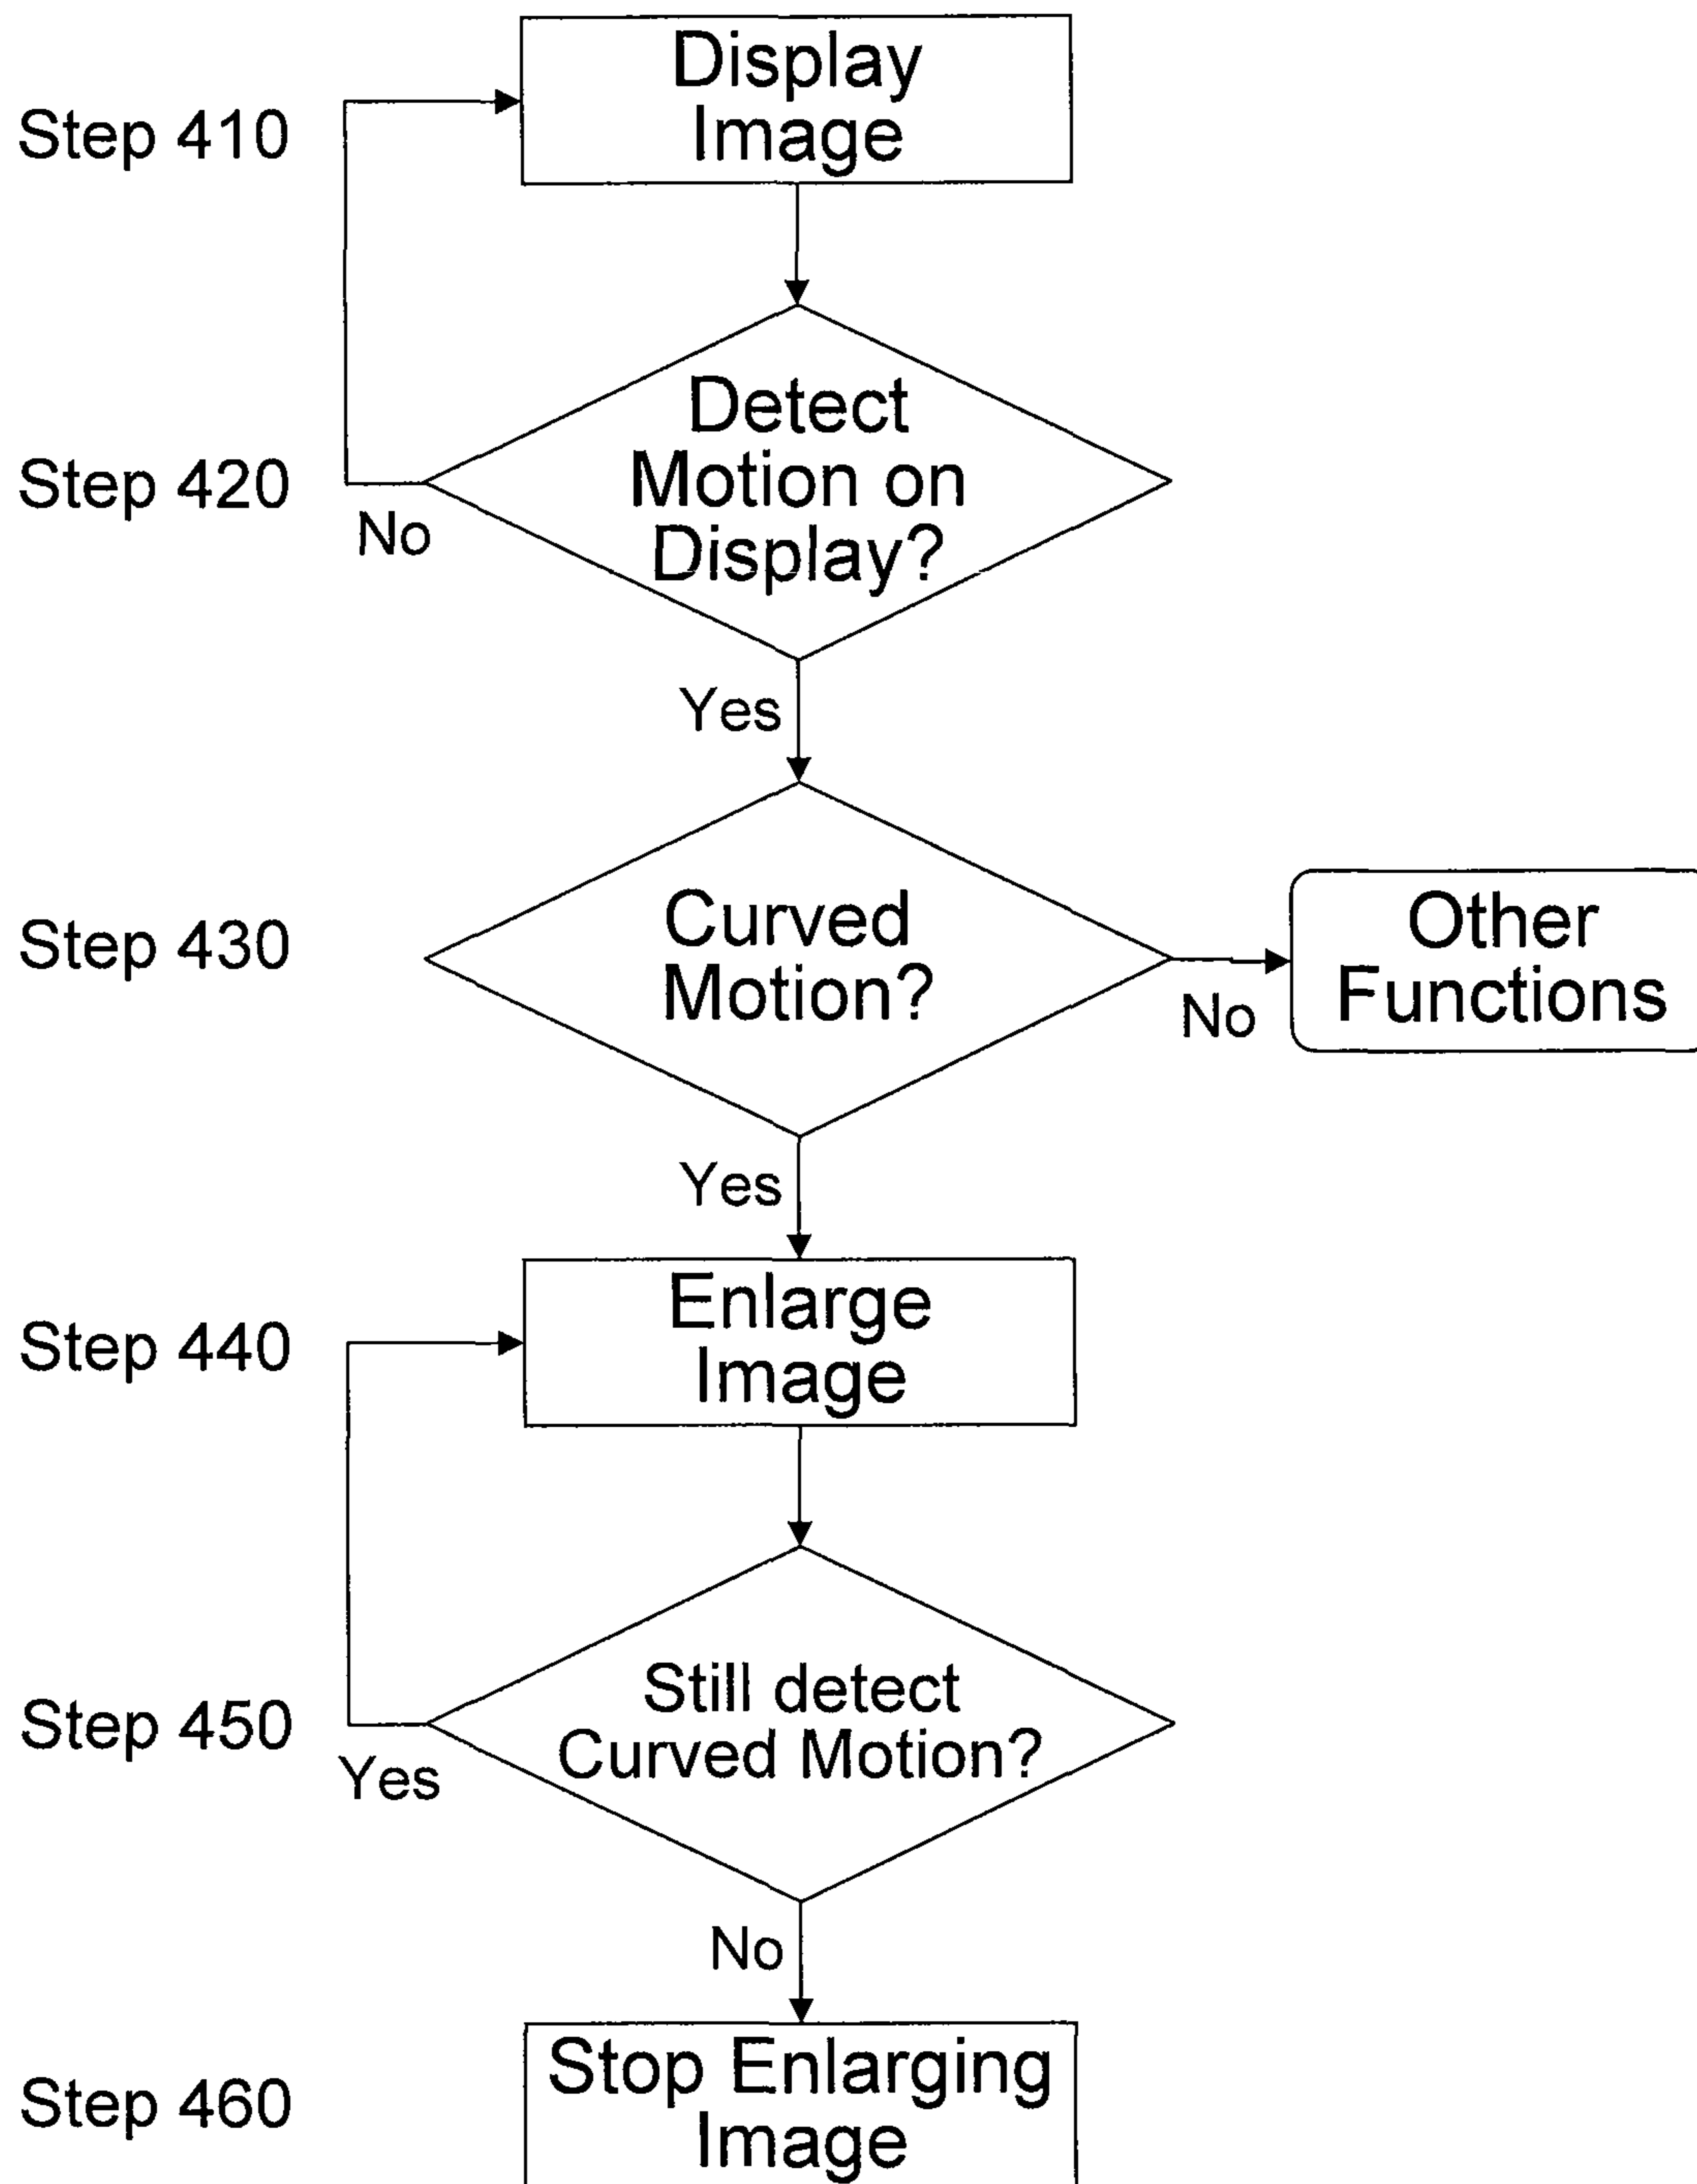 Display
Image
Step 410
Detect
Motion on
Display?
Step 420
No
Yes
Curved
Motion?
Step 430
No
Other
Functions
Yes
Enlarge
Image
Step 440
Still detect
Curved Motion?
Step 450
Yes
No
Stop Enlarging
Image
Step 460